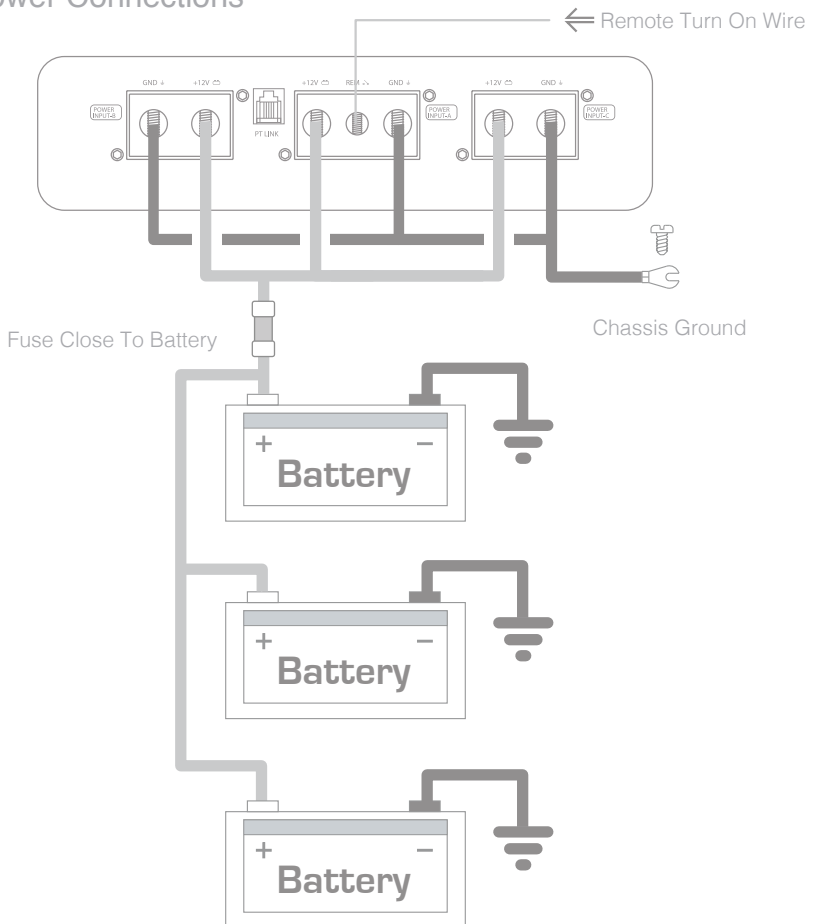 ower Connections
Remote Turn On Wire
GND +12V
+12V REM GND
+12V GND
POWER
INPUT-B
PT LINK
POWER
INPUT-A
POWER
INPUT-C
Chassis Ground
Fuse Close To Battery
+ −
Battery
+ −
Battery
+ −
Battery